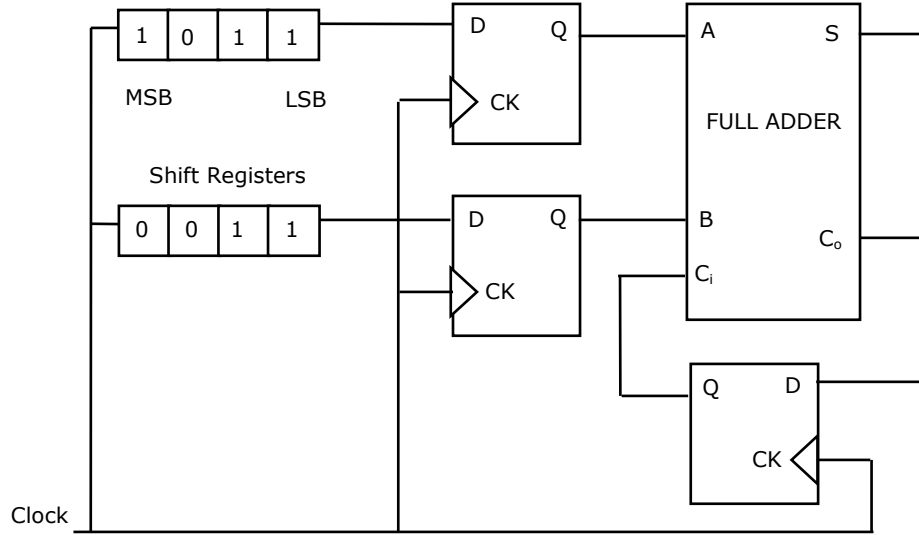 1 0 1 1
MSB LSB
Shift Registers
0 0 1 1
D Q
CK
D Q
CK
A S
FULL ADDER
B
Cₒ
Cᵢ
Q D
CK
Clock